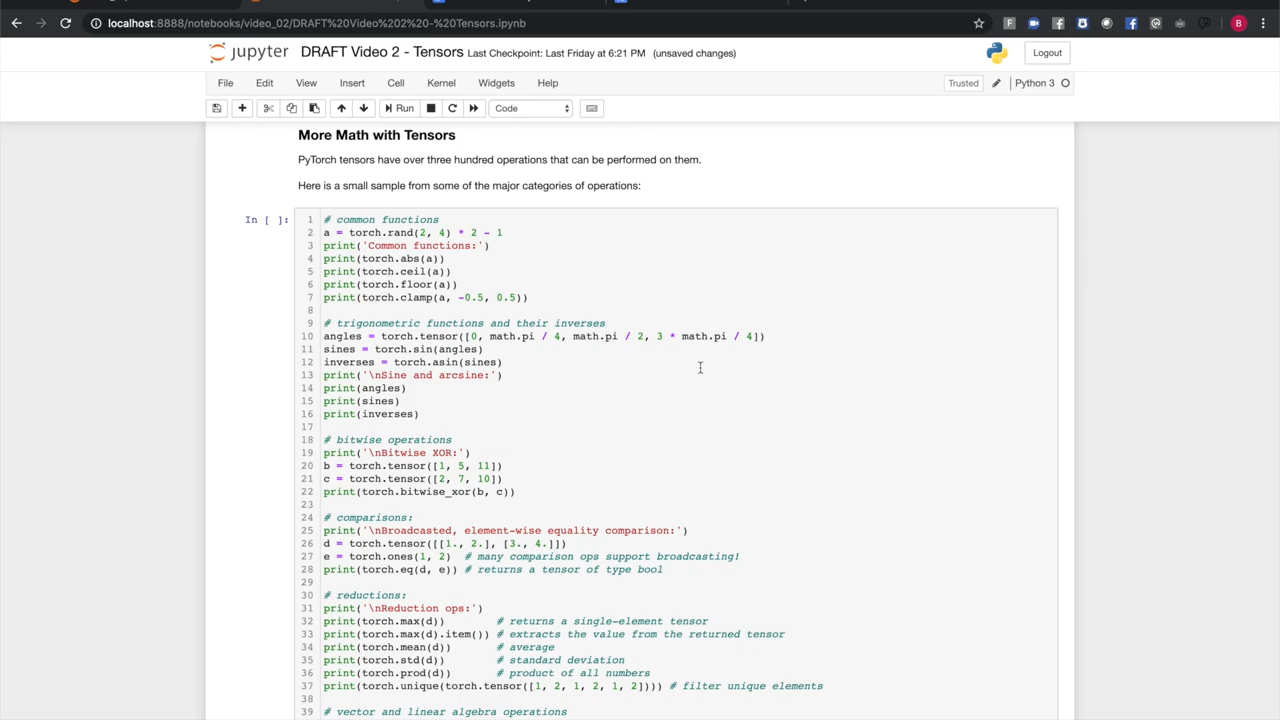 localhost:8888/notebooks/video_02/DRAFT%20Video%202%20-%20Tensors.ipynb
B
jupyter DRAFT Video 2 - Tensors Last Checkpoint: Last Friday at 6:21 PM (unsaved changes)
Logout
File Edit View Insert Cell Kernel Widgets Help
Trusted Python 3
Run Code
More Math with Tensors
PyTorch tensors have over three hundred operations that can be performed on them.
Here is a small sample from some of the major categories of operations:
In [ ]:
1 # common functions
2 a = torch.rand(2, 4) * 2 - 1
3 print('Common functions:')
4 print(torch.abs(a))
5 print(torch.ceil(a))
6 print(torch.floor(a))
7 print(torch.clamp(a, -0.5, 0.5))
8
9 # trigonometric functions and their inverses
10 angles = torch.tensor([0, math.pi / 4, math.pi / 2, 3 * math.pi / 4])
11 sines = torch.sin(angles)
12 inverses = torch.asin(sines)
13 print('\nSine and arcsine:')
14 print(angles)
15 print(sines)
16 print(inverses)
17
18 # bitwise operations
19 print('\nBitwise XOR:')
20 b = torch.tensor([1, 5, 11])
21 c = torch.tensor([2, 7, 10])
22 print(torch.bitwise_xor(b, c))
23
24 # comparisons:
25 print('\nBroadcasted, element-wise equality comparison:')
26 d = torch.tensor([[1., 2.], [3., 4.]])
27 e = torch.ones(1, 2)  # many comparison ops support broadcasting!
28 print(torch.eq(d, e)) # returns a tensor of type bool
29
30 # reductions:
31 print('\nReduction ops:')
32 print(torch.max(d))        # returns a single-element tensor
33 print(torch.max(d).item()) # extracts the value from the returned tensor
34 print(torch.mean(d))       # average
35 print(torch.std(d))        # standard deviation
36 print(torch.prod(d))       # product of all numbers
37 print(torch.unique(torch.tensor([1, 2, 1, 2, 1, 2]))) # filter unique elements
38
39 # vector and linear algebra operations